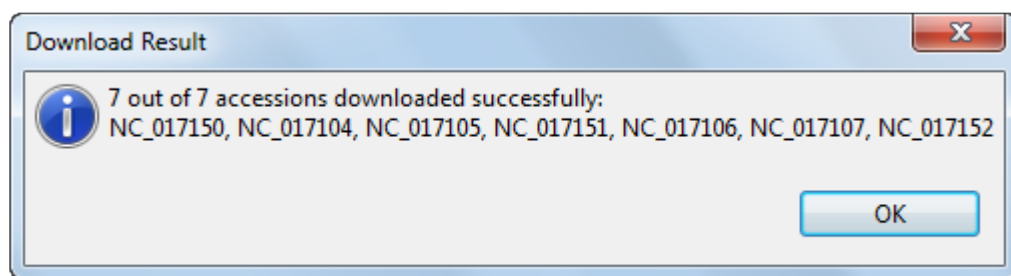 Download Result
7 out of 7 accessions downloaded successfully:
NC_017150, NC_017104, NC_017105, NC_017151, NC_017106, NC_017107, NC_017152
OK